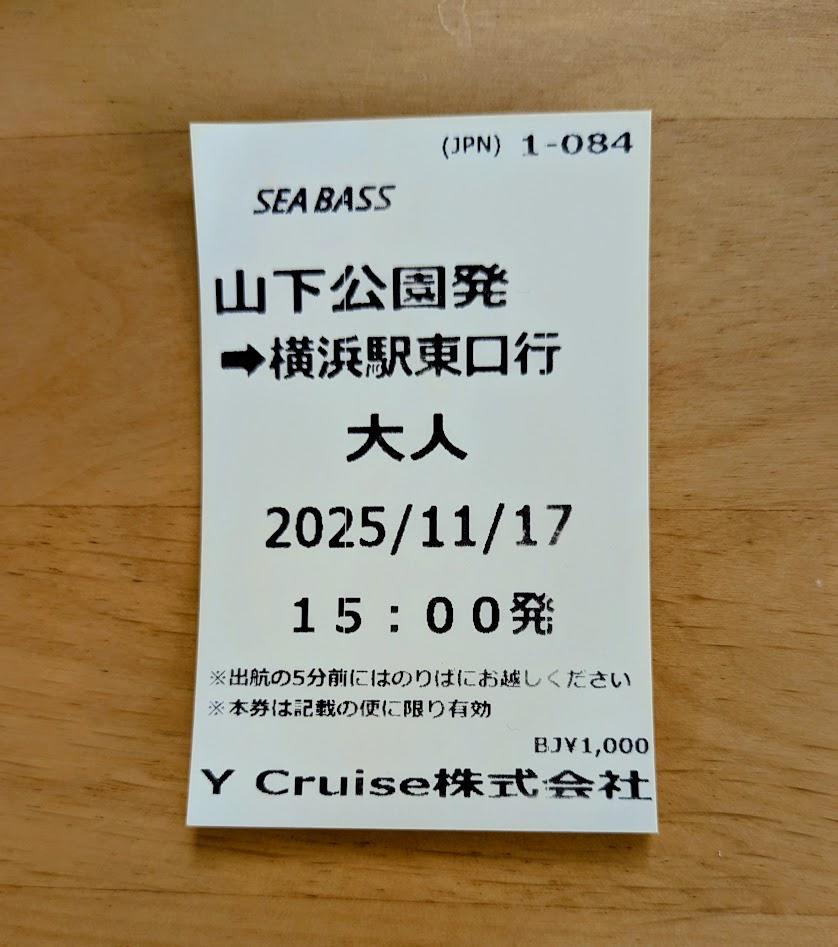 (JPN) 1-084
SEA BASS
山下公園発
➡横浜駅東口行
大人
2025/11/17
１５：００発
※出航の5分前にはのりばにお越しください
※本券は記載の便に限り有効
BJ¥1,000
Y Cruise株式会社